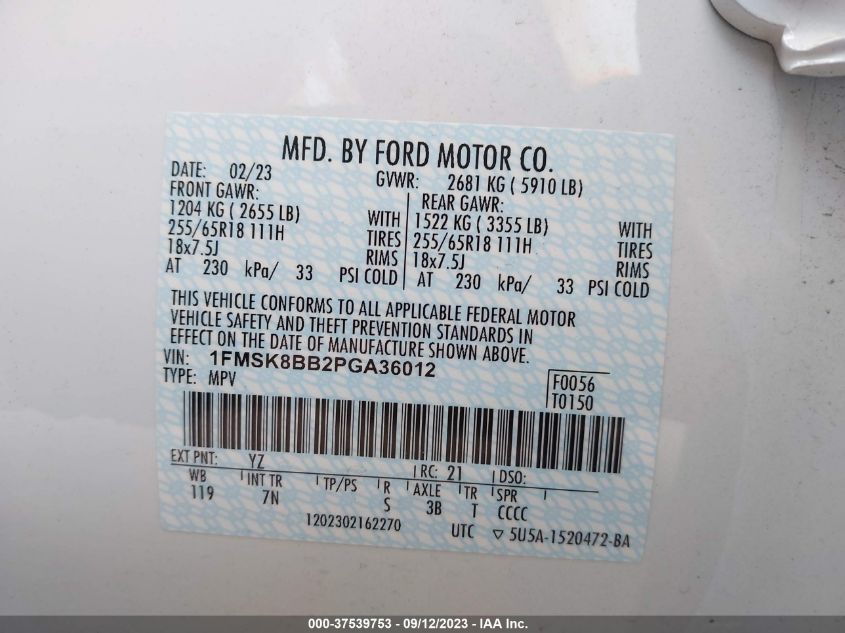 MFD. BY FORD MOTOR CO.
DATE: 02/23 GVWR: 2681 KG ( 5910 LB)
FRONT GAWR: REAR GAWR:
1204 KG ( 2655 LB) WITH 1522 KG ( 3355 LB) WITH
255/65R18 111H TIRES 255/65R18 111H TIRES
18x7.5J RIMS 18x7.5J RIMS
AT 230 kPa/ 33 PSI COLD AT 230 kPa/ 33 PSI COLD
THIS VEHICLE CONFORMS TO ALL APPLICABLE FEDERAL MOTOR
VEHICLE SAFETY AND THEFT PREVENTION STANDARDS IN
EFFECT ON THE DATE OF MANUFACTURE SHOWN ABOVE.
VIN: 1FMSK8BB2PGA36012
TYPE: MPV F0056
T0150
EXT PNT: YZ RC: 21 DSO:
WB INT TR TP/PS R AXLE TR SPR
119 7N S 3B T CCCC
1202302162270 UTC ▽ 5U5A-1520472-BA
000-37539753 - 09/12/2023 - © IAA Inc.